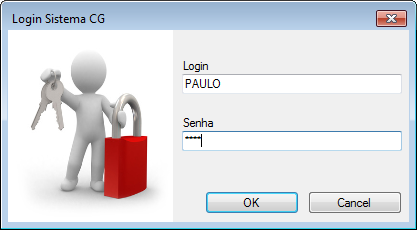 Login Sistema CG
Login
PAULO
Senha
****
OK
Cancel